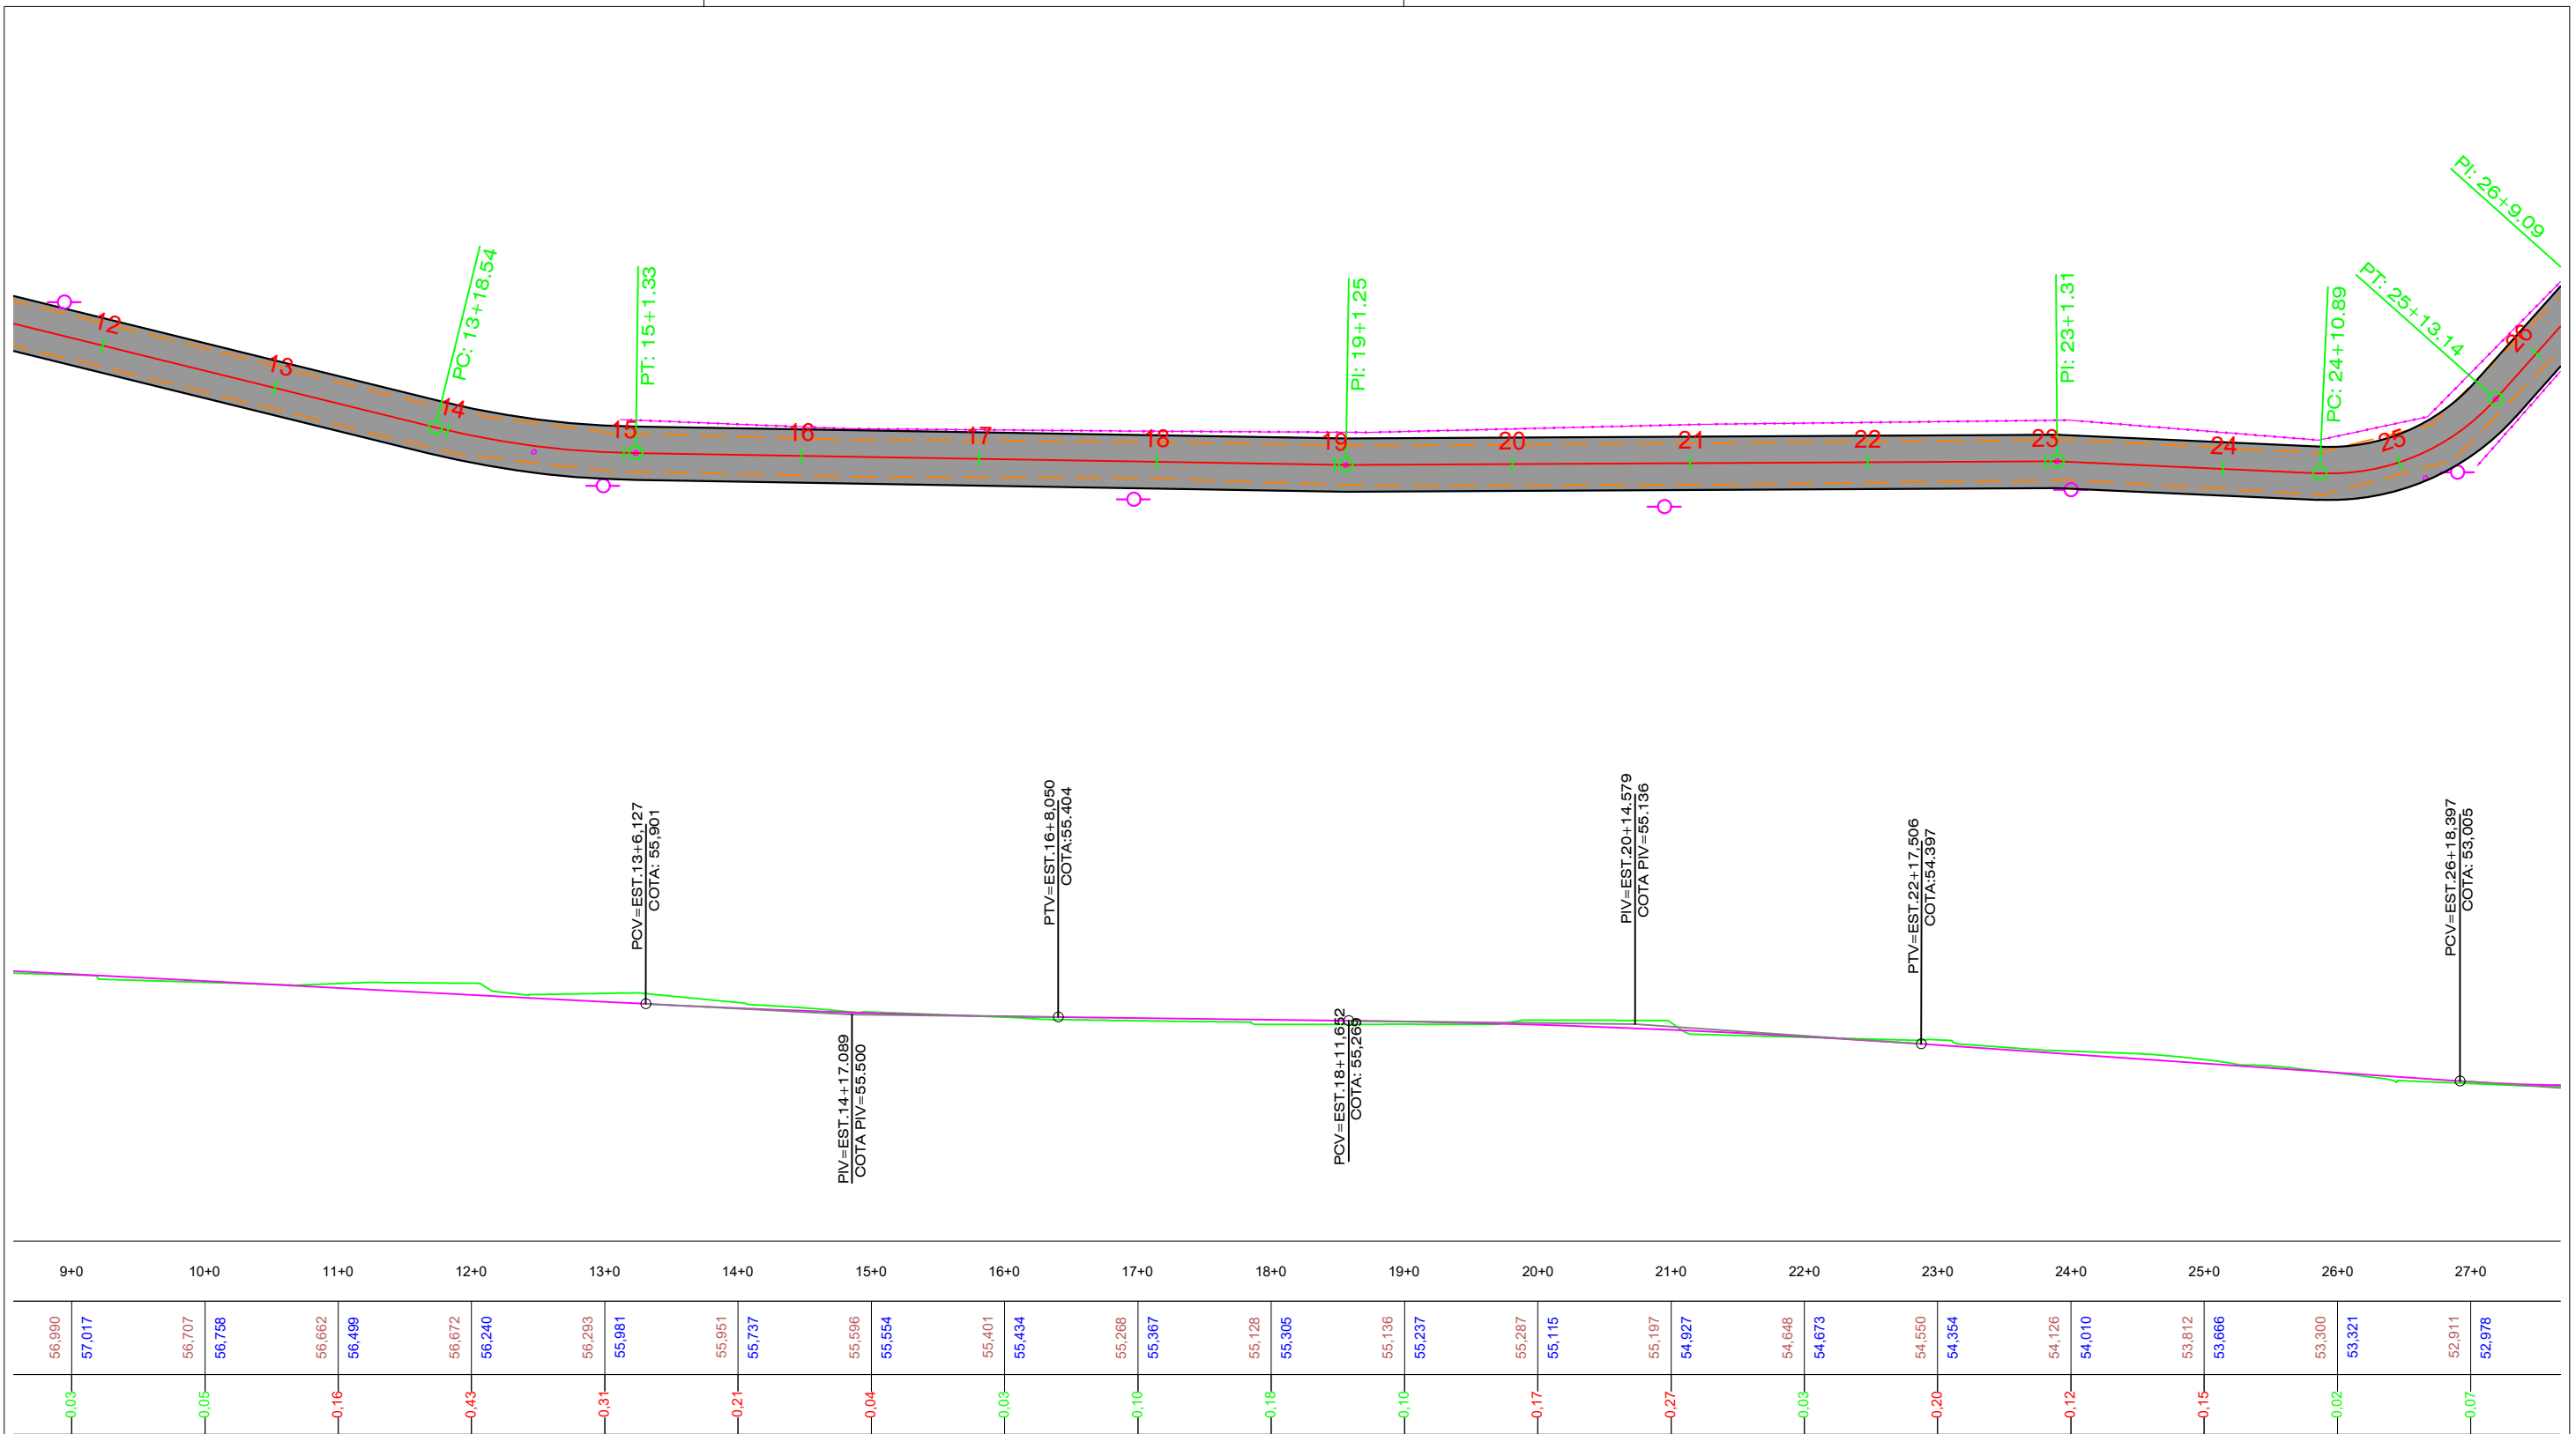 PI: 26+9.09
PT: 25+13.14
PC: 13+18.54
PT: 15+1.33
PI: 19+1.25
PI: 23+1.31
PC: 24+10.89
12
13
14
15
16
17
18
19
20
21
22
23
24
25
26
PCV=EST.13+6,127
COTA: 55,901
PTV=EST.16+8,050
COTA:55.404
PIV=EST.20+14.579
COTA PIV=55.136
PTV=EST.22+17,506
COTA:54.397
PCV=EST.26+18,397
COTA: 53,005
PIV=EST.14+17.089
COTA PIV=55.500
PCV=EST.18+11,652
COTA: 55,269
9+0 10+0 11+0 12+0 13+0 14+0 15+0 16+0 17+0 18+0 19+0 20+0 21+0 22+0 23+0 24+0 25+0 26+0 27+0
56,990 57,017 56,707 56,758 56,662 56,499 56,672 56,240 56,293 55,981 55,951 55,737 55,596 55,554 55,401 55,434 55,268 55,367 55,128 55,305 55,136 55,237 55,287 55,115 55,197 54,927 54,648 54,673 54,550 54,354 54,126 54,010 53,812 53,666 53,300 53,321 52,911 52,978
0,03 0,05 0,16 0,43 0,31 0,21 0,04 0,03 0,10 0,18 0,10 0,17 0,27 0,03 0,20 0,12 0,15 0,02 0,07